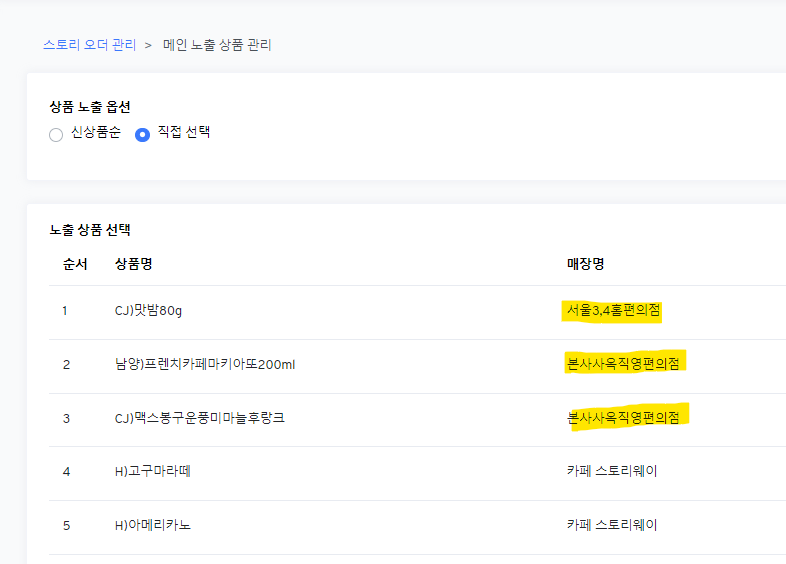 스토리 오더 관리 > 메인 노출 상품 관리
상품 노출 옵션
신상품순 직접 선택
노출 상품 선택
순서 상품명 매장명
1 CJ)맛밤80g 서울3,4홈편의점
2 남양)프렌치카페마키아또200ml 본사사옥직영편의점
3 CJ)맥스봉구운풍미마늘후랑크 본사사옥직영편의점
4 H)고구마라떼 카페 스토리웨이
5 H)아메리카노 카페 스토리웨이